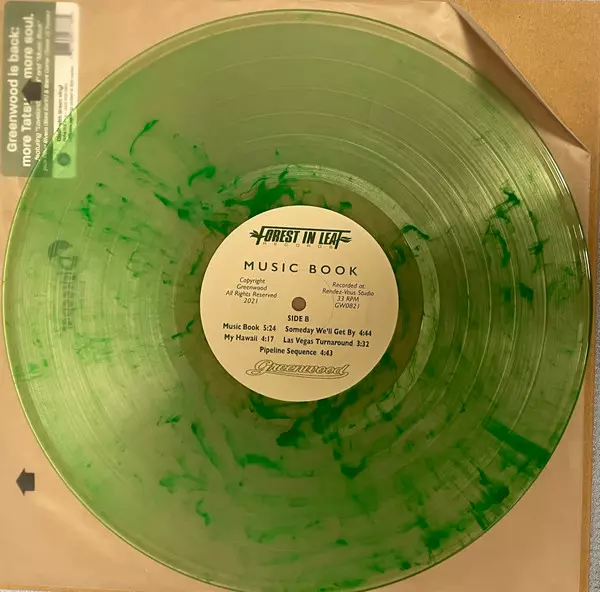 Greenwood is back:
more Tatsu more soul.
FOREST IN LEAF
RECORDS
MUSIC BOOK
Copyright
Greenwood
All Rights Reserved
2021
Recorded at
Rendez-Vous Studio
33 RPM
GW0821
SIDE B
Music Book 5:24 Someday We'll Get By 4:44
My Hawaii 4:17 Las Vegas Turnaround 3:32
Pipeline Sequence 4:43
Greenwood